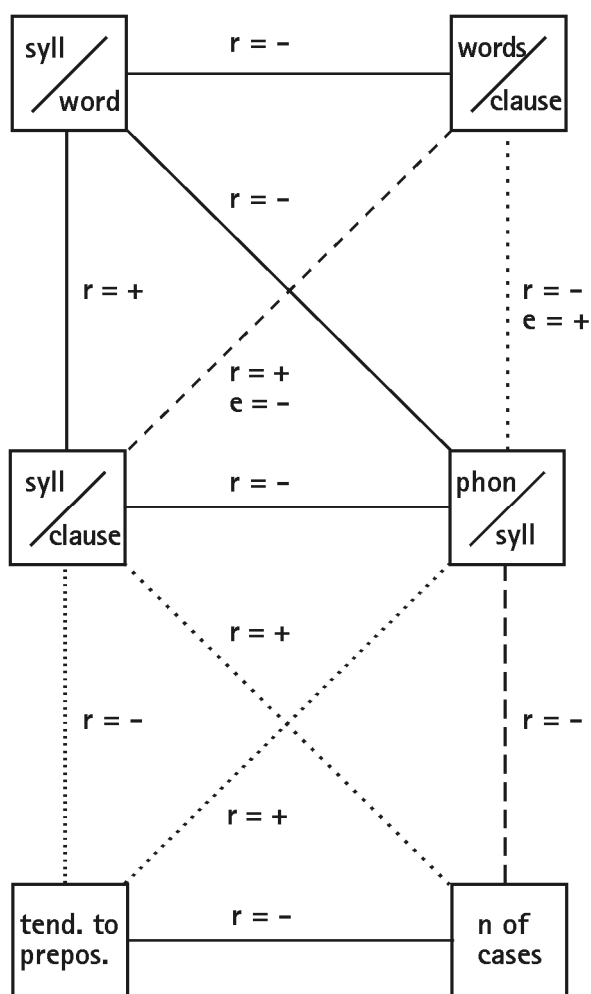 syll
word
r = –
words
clause
r = –
r = +
r = –
e = +
r = +
e = –
syll
clause
r = –
phon
syll
r = +
r = –
r = –
r = +
tend. to
prepos.
r = –
n of
cases